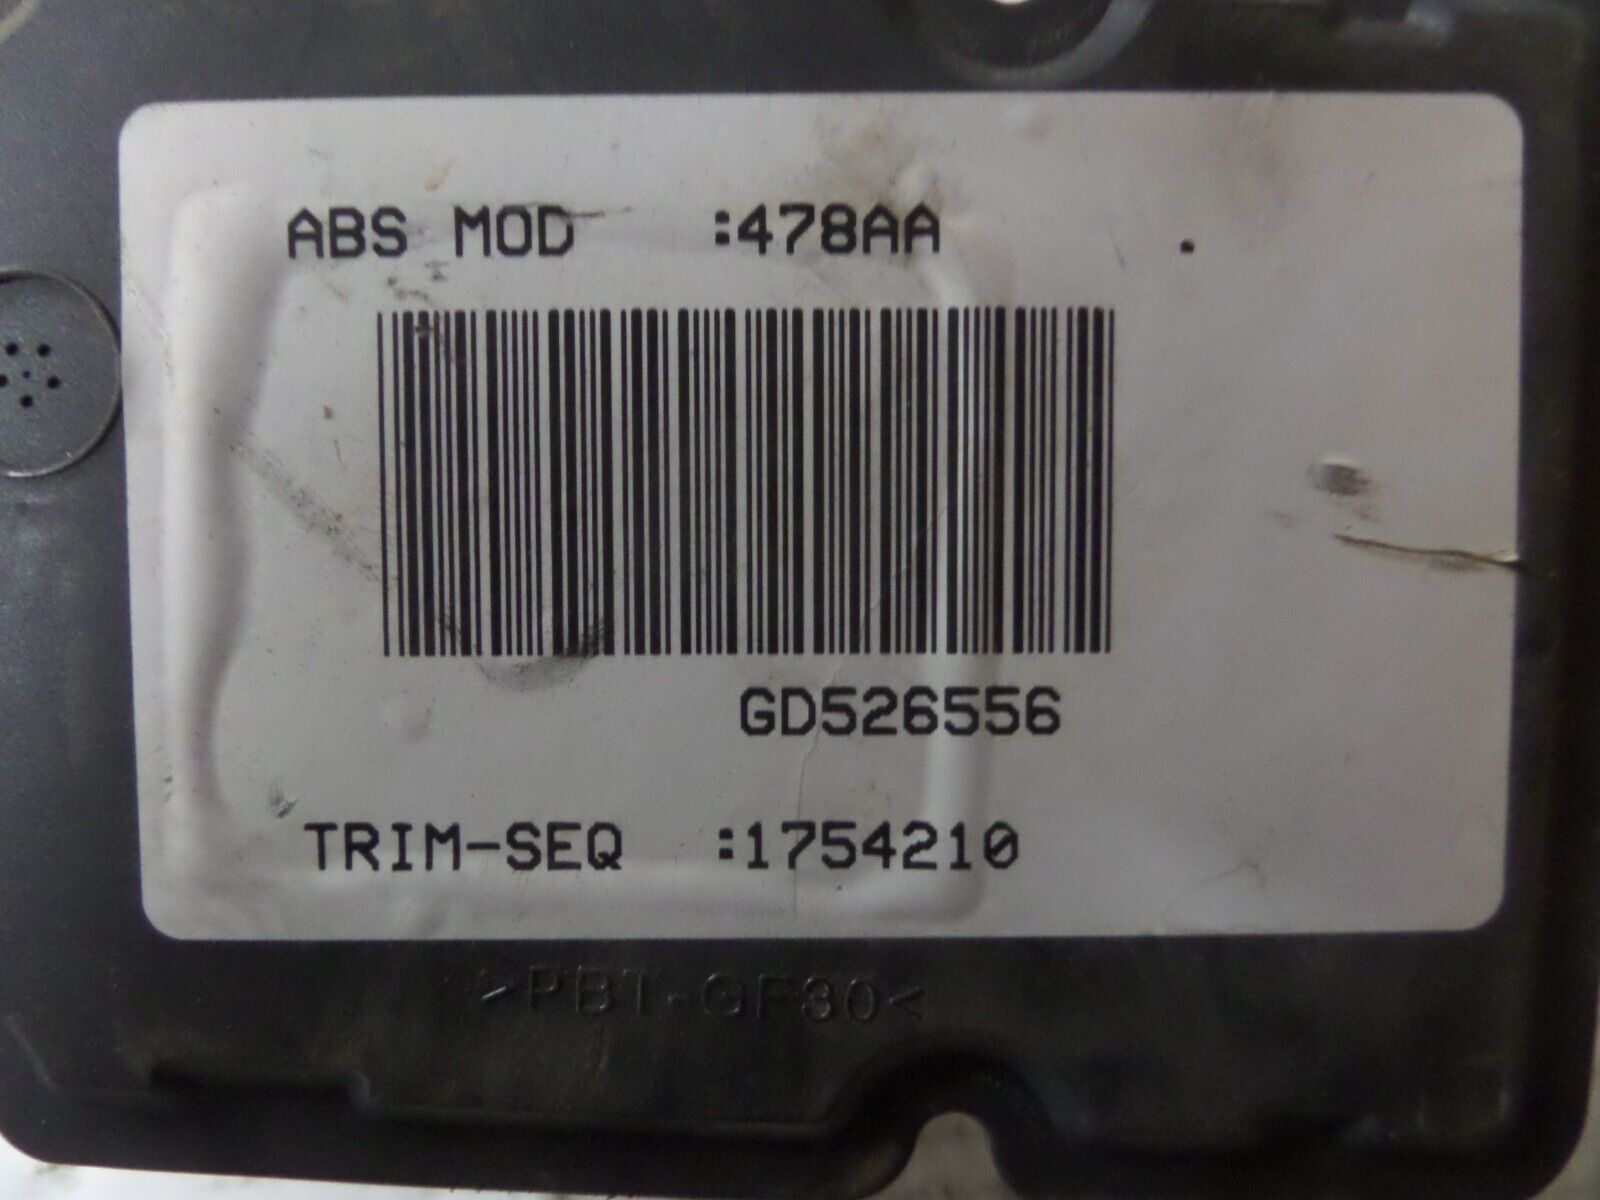 ABS MOD :478AA .
GD526556
TRIM-SEQ :1754210
>PBT-GF30<